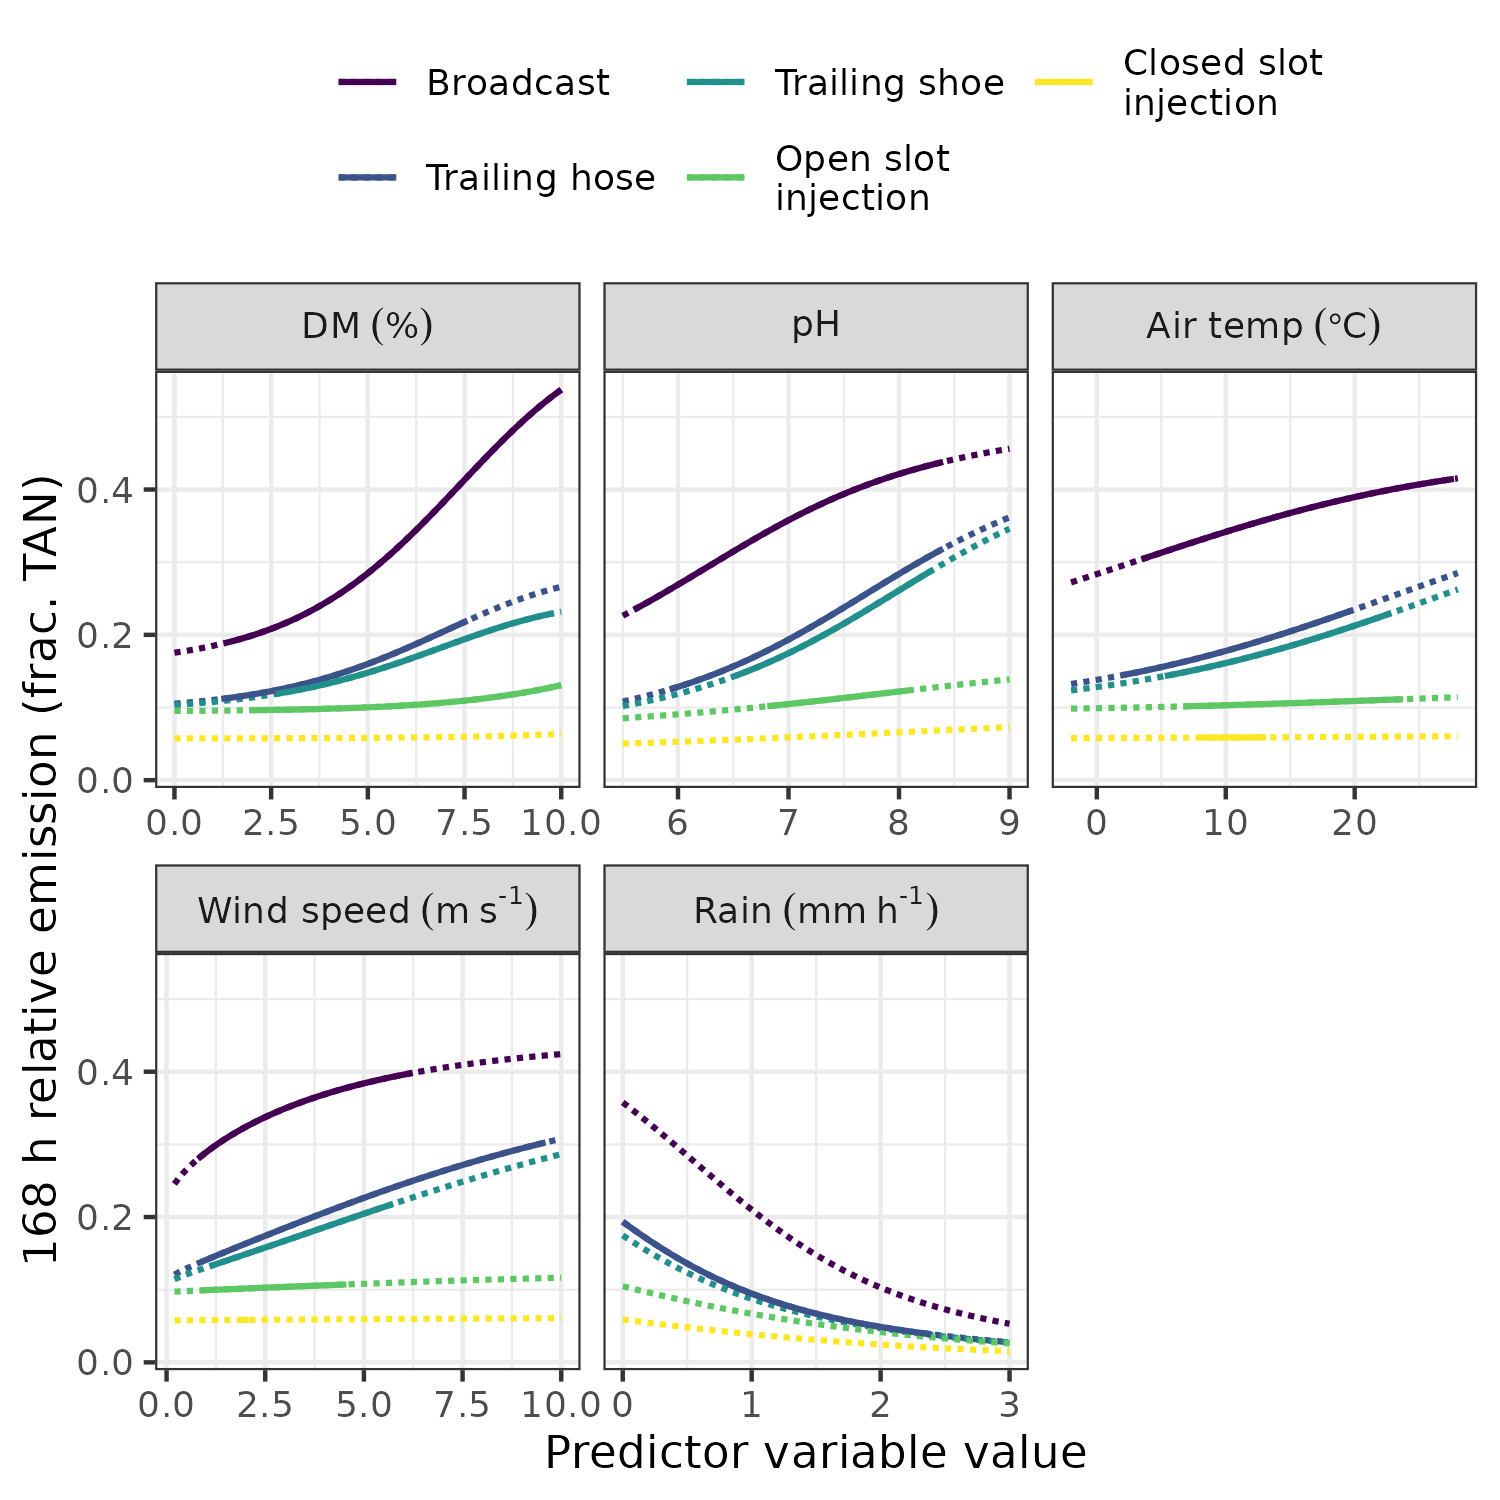 Broadcast
Trailing shoe
Closed slot
injection
Trailing hose
Open slot
injection
168 h relative emission (frac. TAN)
DM (%)
pH
Air temp (°C)
0.4
0.2
0.0
0.0 2.5 5.0 7.5 10.0
6 7 8 9
0 10 20
Wind speed (m s⁻¹)
Rain (mm h⁻¹)
0.4
0.2
0.0
0.0 2.5 5.0 7.5 10.0
0 1 2 3
Predictor variable value